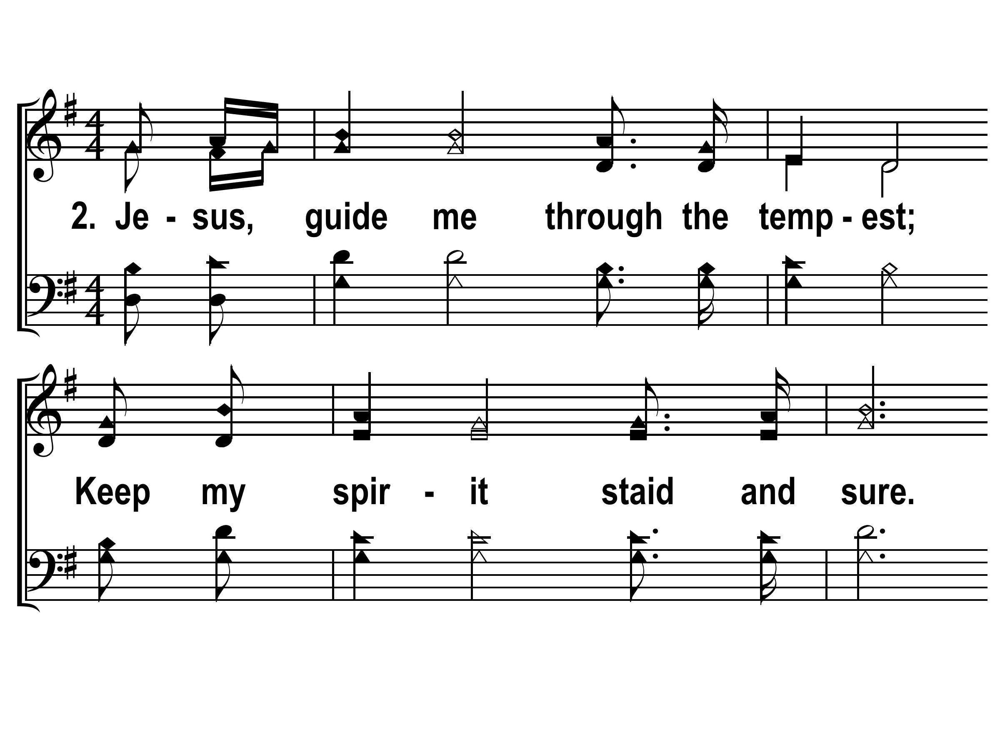 2. Je - sus, guide me through the temp - est;
Keep my spir - it staid and sure.